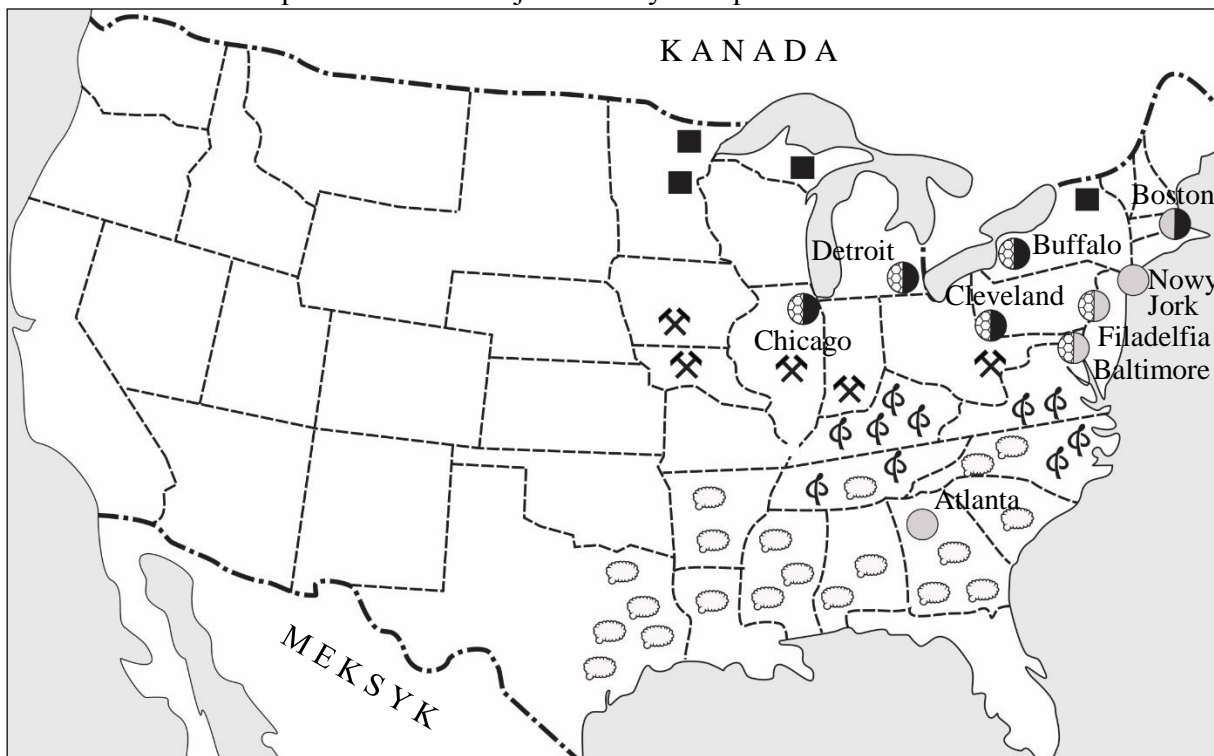 K A N A D A
Boston
Detroit
Buffalo
Nowy
Jork
Cleveland
Chicago
Filadelfia
Baltimore
Atlanta
M E K S Y K